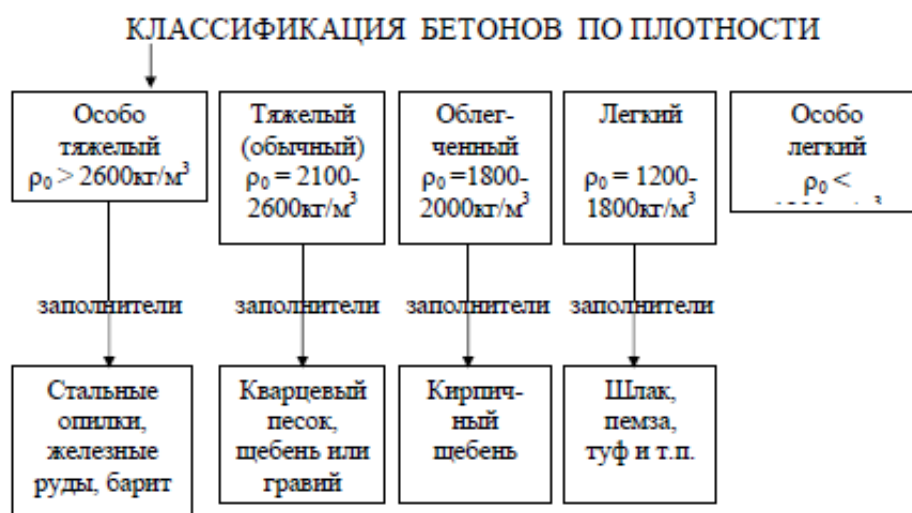 КЛАССИФИКАЦИЯ БЕТОНОВ ПО ПЛОТНОСТИ
Особо
тяжелый
ρ₀ > 2600кг/м³
Тяжелый
(обычный)
ρ₀ = 2100-
2600кг/м³
Облег-
ченный
ρ₀ =1800-
2000кг/м³
Легкий
ρ₀ = 1200-
1800кг/м³
Особо
легкий
ρ₀ <
заполнители
заполнители
заполнители
заполнители
Стальные
опилки,
железные
руды, барит
Кварцевый
песок,
щебень или
гравий
Кирпич-
ный
щебень
Шлак,
пемза,
туф и т.п.